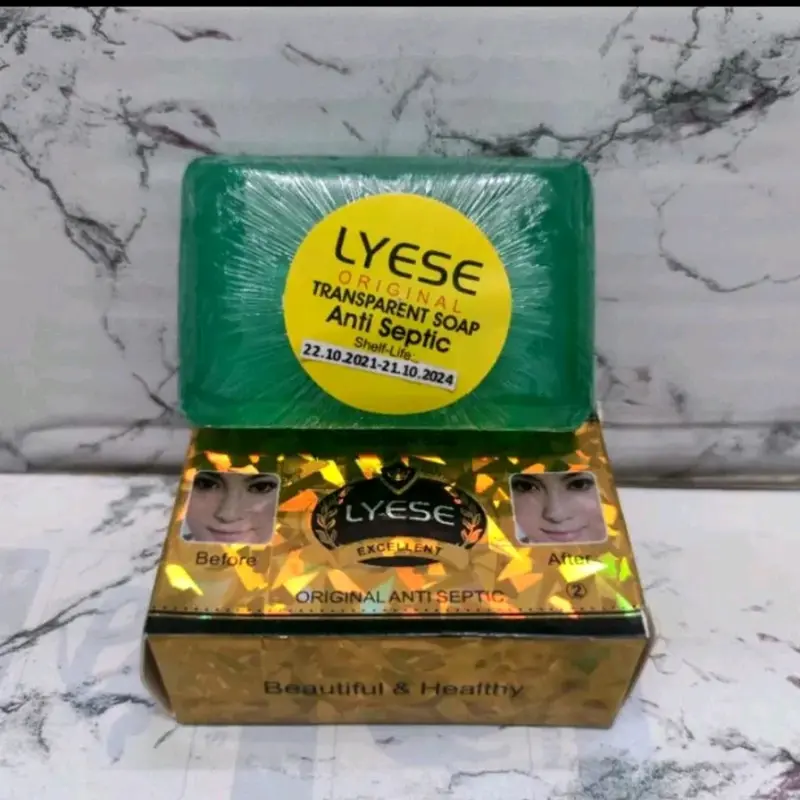 LYESE
ORIGINAL
TRANSPARENT SOAP
Anti Septic
Shelf-Life:
22.10.2021-21.10.2024
LYESE
EXCELLENT
Before
After
ORIGINAL ANTI SEPTIC
②
Beautiful & Healthy